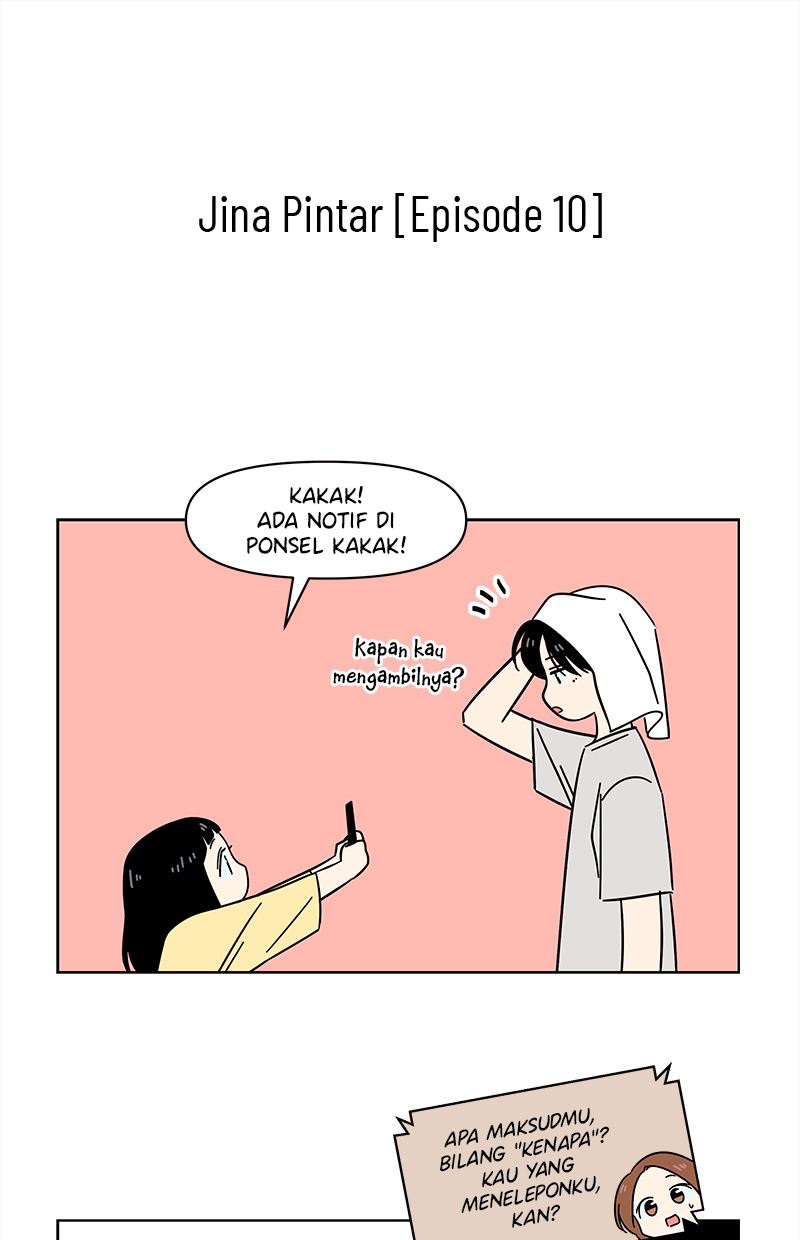 Jina Pintar [Episode 10]
KAKAK!
ADA NOTIF DI
PONSEL KAKAK!
Kapan kau
mengambilnya?
APA MAKSUDMU,
BILANG "KENAPA"?
KAU YANG
MENELEPONKU,
KAN?